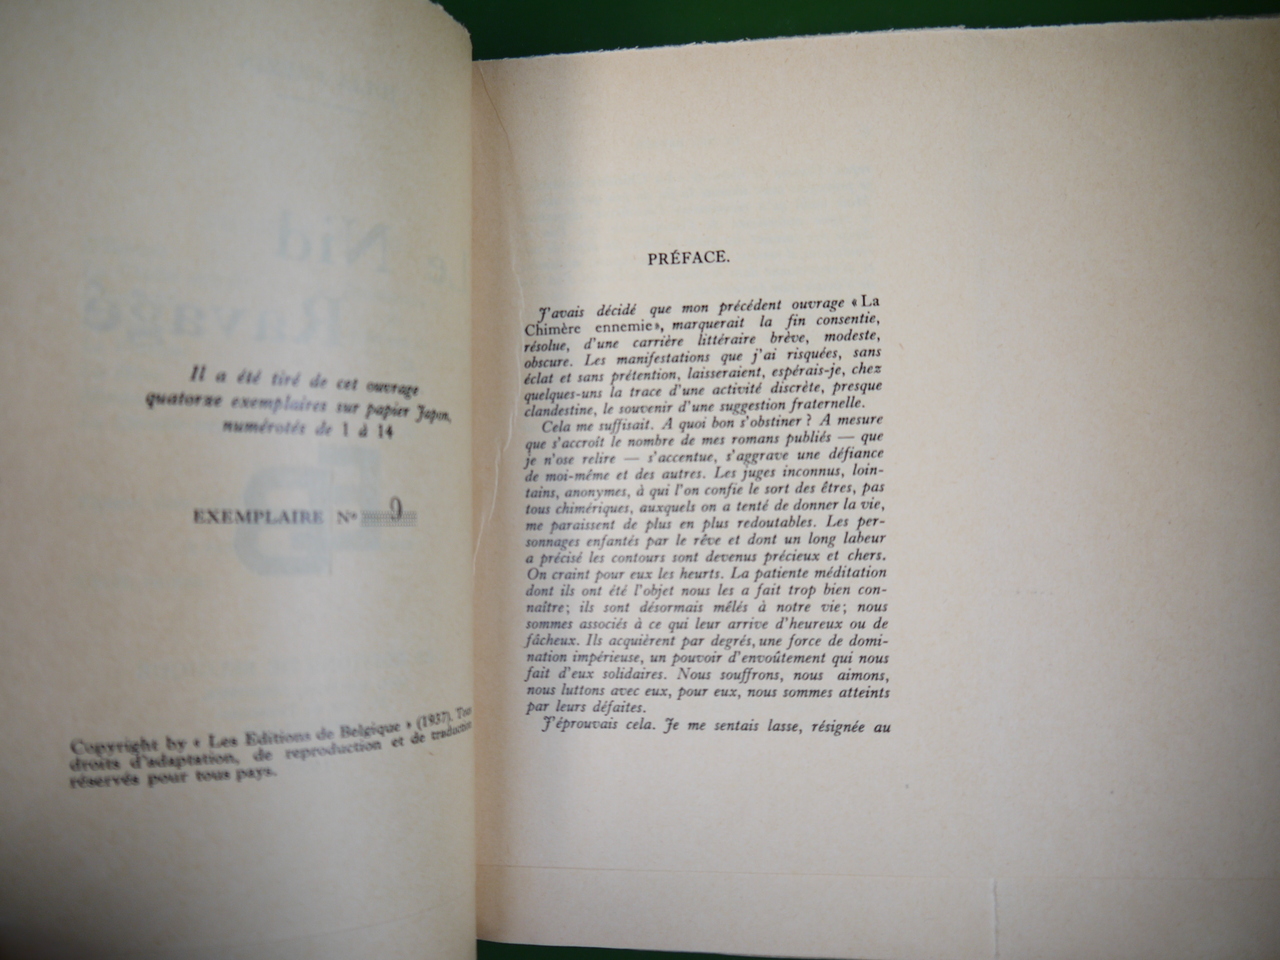 Il a été tiré de cet ouvrage
quatorze exemplaires sur papier Japon,
numérotés de 1 à 14
EXEMPLAIRE N° 9
Copyright by « Les Editions de Belgique » (1937). Tous
droits d'adaptation, de reproduction et de traduction
réservés pour tous pays.
PRÉFACE.
J'avais décidé que mon précédent ouvrage « La
Chimère ennemie», marquerait la fin consentie,
résolue, d'une carrière littéraire brève, modeste,
obscure. Les manifestations que j'ai risquées, sans
éclat et sans prétention, laisseraient, espérais-je, chez
quelques-uns la trace d'une activité discrète, presque
clandestine, le souvenir d'une suggestion fraternelle.
Cela me suffisait. A quoi bon s'obstiner ? A mesure
que s'accroît le nombre de mes romans publiés — que
je n'ose relire — s'accentue, s'aggrave une défiance
de moi-même et des autres. Les juges inconnus, loin-
tains, anonymes, à qui l'on confie le sort des êtres, pas
tous chimériques, auxquels on a tenté de donner la vie,
me paraissent de plus en plus redoutables. Les per-
sonnages enfantés par le rêve et dont un long labeur
a précisé les contours sont devenus précieux et chers.
On craint pour eux les heurts. La patiente méditation
dont ils ont été l'objet nous les a fait trop bien con-
naître; ils sont désormais mêlés à notre vie; nous
sommes associés à ce qui leur arrive d'heureux ou de
fâcheux. Ils acquièrent par degrés, une force de domi-
nation impérieuse, un pouvoir d'envoûtement qui nous
fait d'eux solidaires. Nous souffrons, nous aimons,
nous luttons avec eux, pour eux, nous sommes atteints
par leurs défaites.
J'éprouvais cela. Je me sentais lasse, résignée au